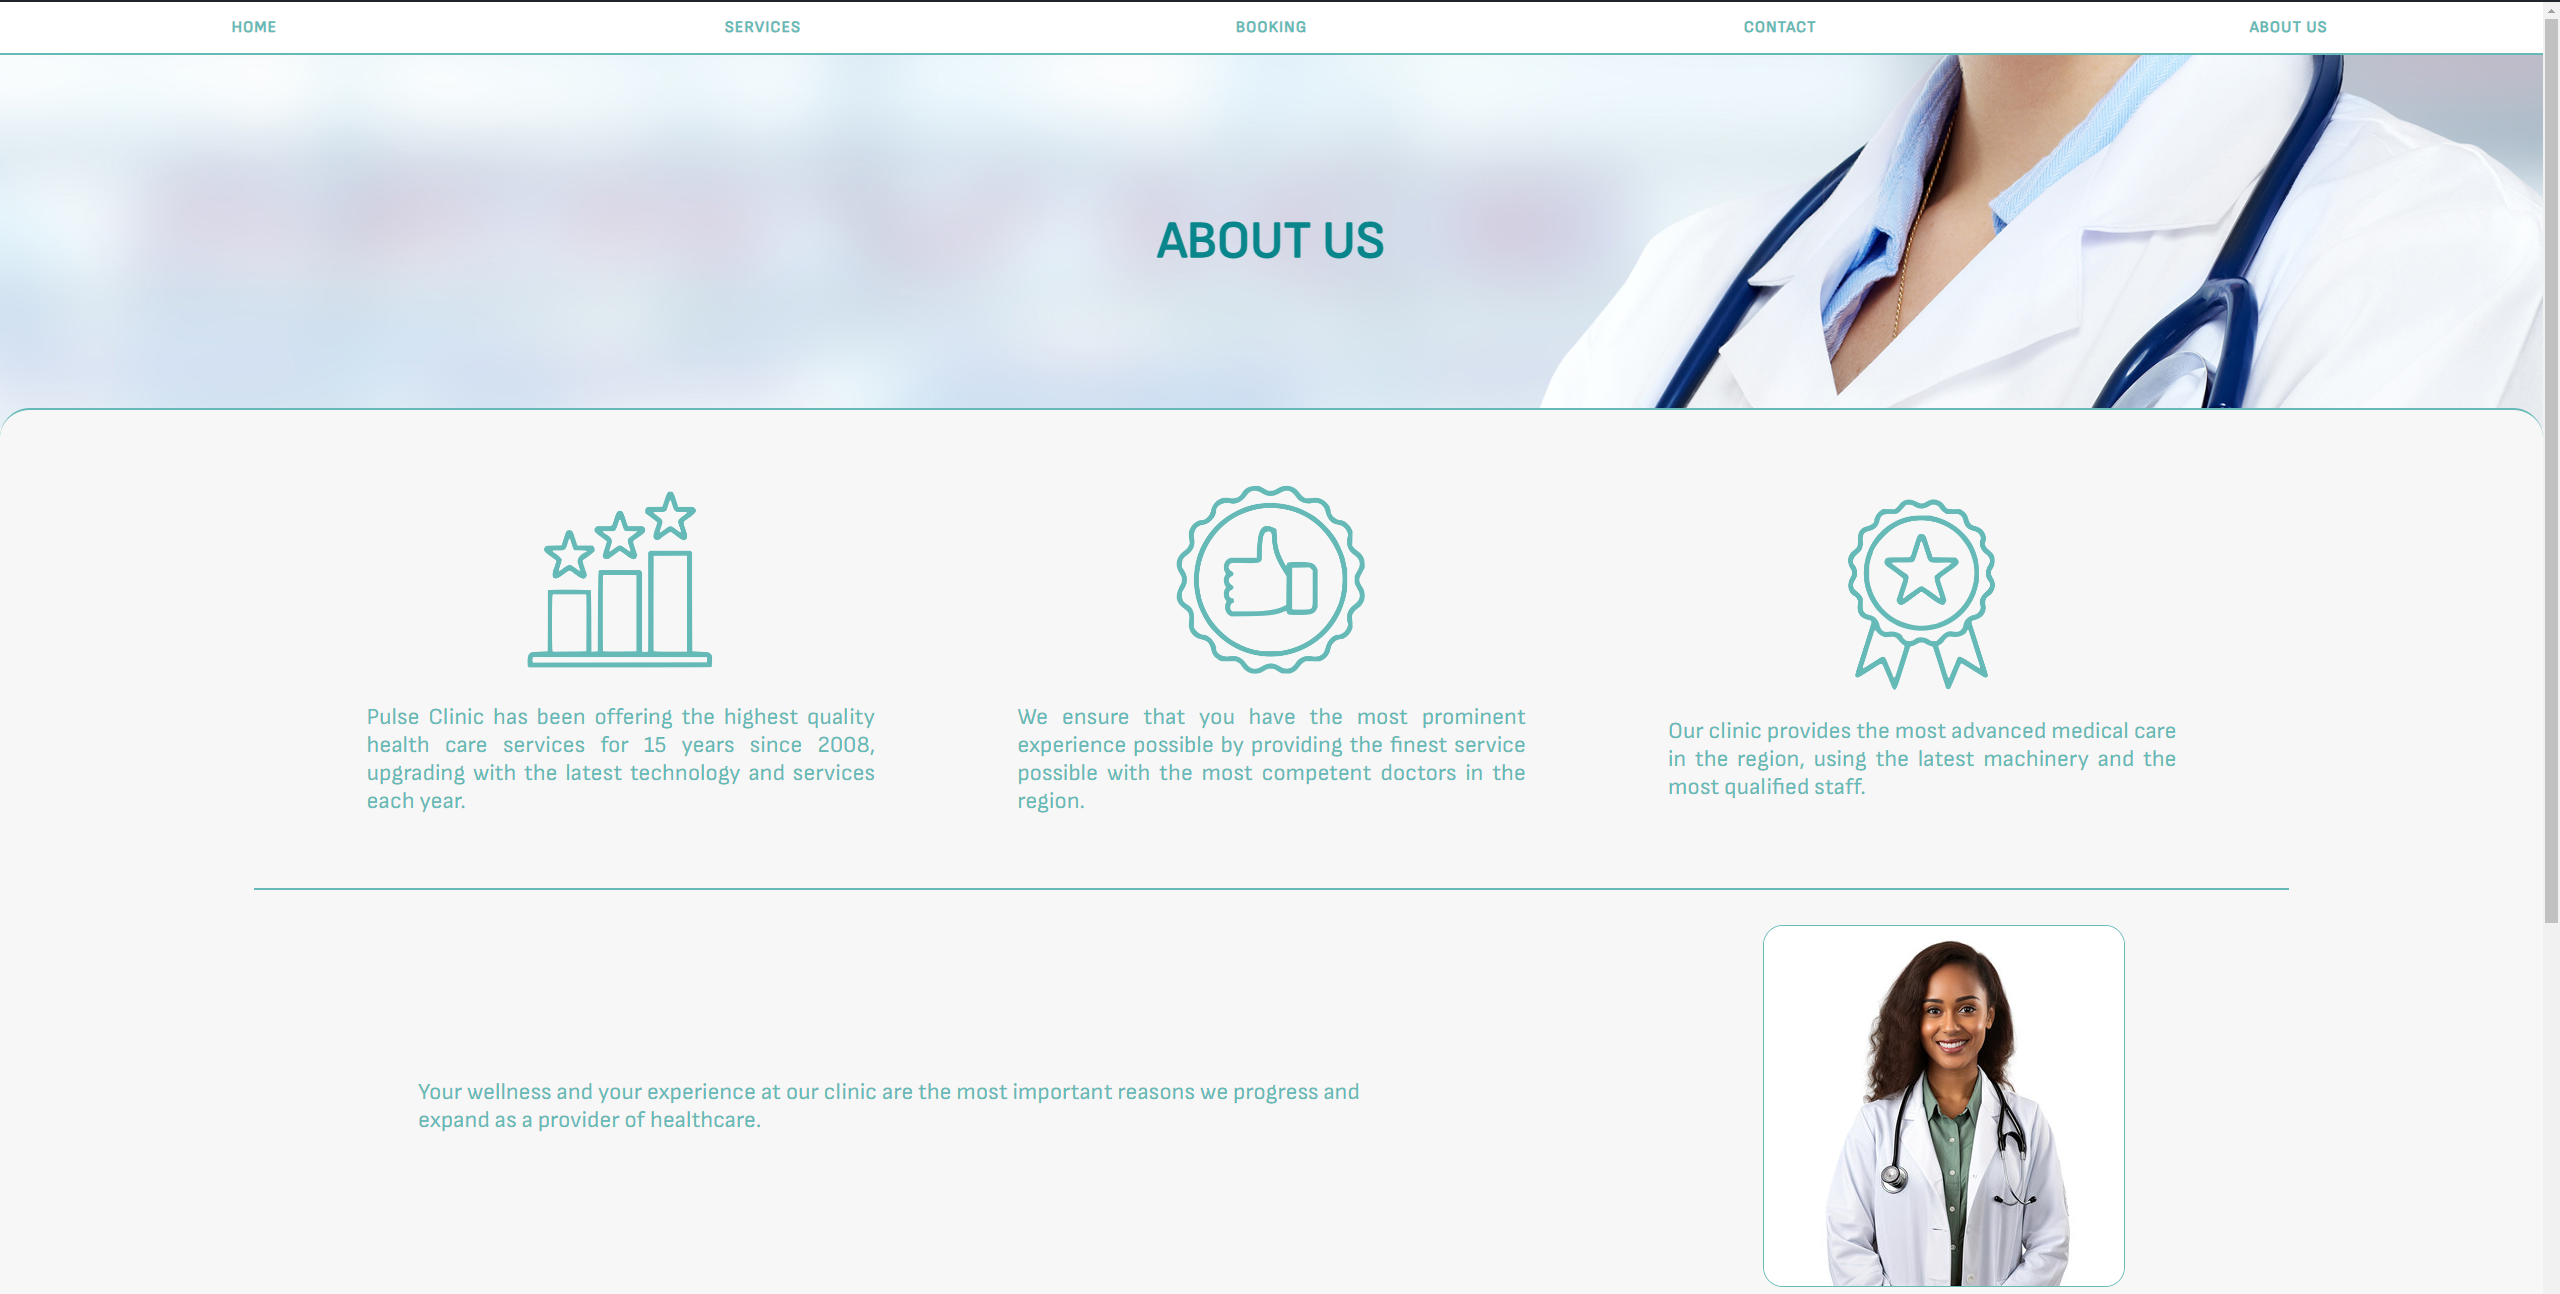 HOME SERVICES BOOKING CONTACT ABOUT US
ABOUT US
Pulse Clinic has been offering the highest quality
health care services for 15 years since 2008,
upgrading with the latest technology and services
each year.
We ensure that you have the most prominent
experience possible by providing the finest service
possible with the most competent doctors in the
region.
Our clinic provides the most advanced medical care
in the region, using the latest machinery and the
most qualified staff.
Your wellness and your experience at our clinic are the most important reasons we progress and
expand as a provider of healthcare.